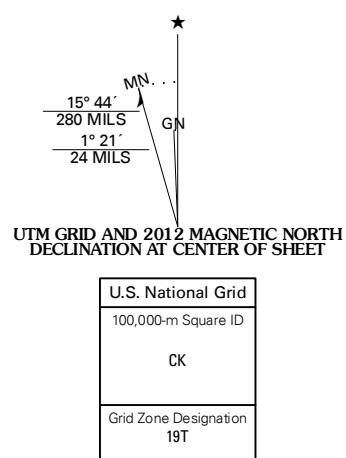 ★
MN
15° 44´
280 MILS
GN
1° 21´
24 MILS
UTM GRID AND 2012 MAGNETIC NORTH
DECLINATION AT CENTER OF SHEET
U.S. National Grid
100,000-m Square ID
CK
Grid Zone Designation
19T